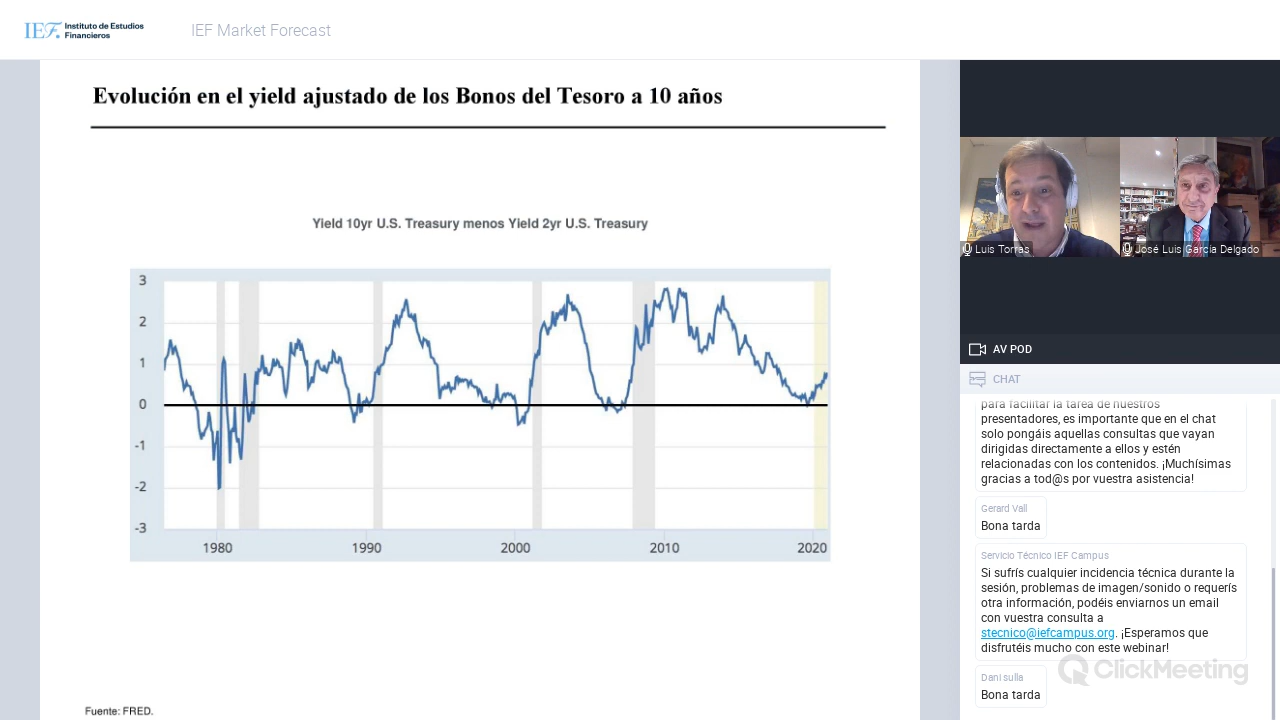 IEF. Instituto de Estudios
Financieros
IEF Market Forecast
Evolución en el yield ajustado de los Bonos del Tesoro a 10 años
Yield 10yr U.S. Treasury menos Yield 2yr U.S. Treasury
3
2
1
0
-1
-2
-3
1980 1990 2000 2010 2020
Fuente: FRED.
Luis Torras
José Luis García Delgado
AV POD
CHAT
para facilitar la tarea de nuestros
presentadores, es importante que en el chat
solo pongáis aquellas consultas que vayan
dirigidas directamente a ellos y estén
relacionadas con los contenidos. ¡Muchísimas
gracias a tod@s por vuestra asistencia!
Gerard Vall
Bona tarda
Servicio Técnico IEF Campus
Si sufrís cualquier incidencia técnica durante la
sesión, problemas de imagen/sonido o requerís
otra información, podéis enviarnos un email
con vuestra consulta a
stecnico@iefcampus.org. ¡Esperamos que
disfrutéis mucho con este webinar!
ClickMeeting
Dani sulla
Bona tarda